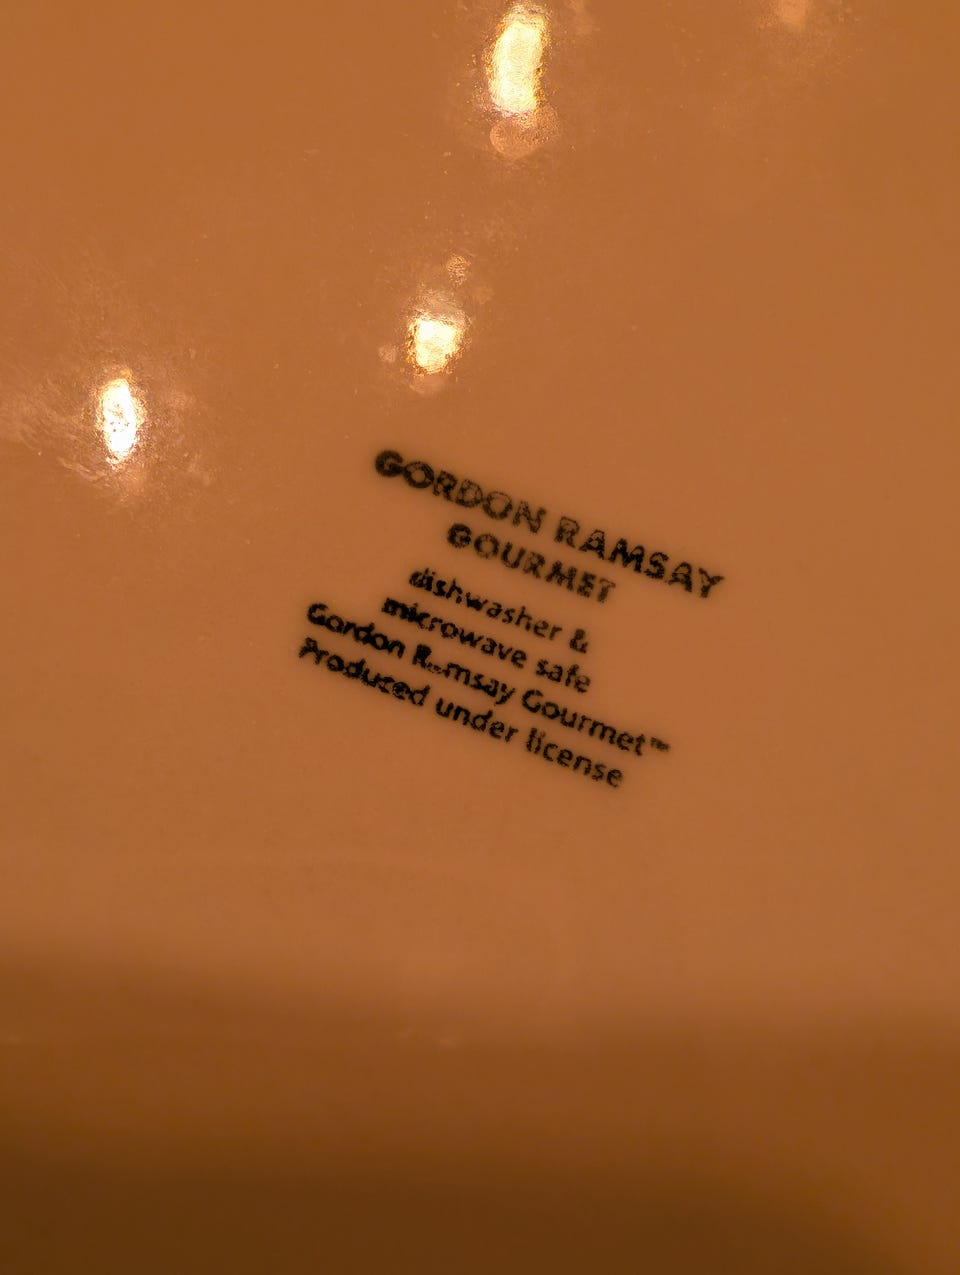 GORDON RAMSAY
GOURMET
dishwasher &
microwave safe
Gordon Ramsay Gourmet™
Produced under license